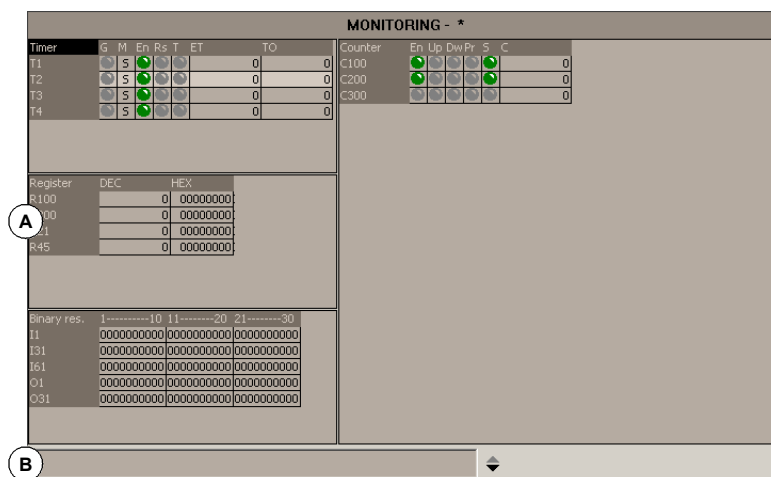 MONITORING - *
Timer G M En Rs T ET TO
T1 S 0 0
T2 S 0 0
T3 S 0 0
T4 S 0 0
Counter En Up Dw Pr S C
C100 0
C200 0
C300 0
Register DEC HEX
R100 0 00000000
00 0 00000000
21 0 00000000
R45 0 00000000
A
Binary res. 1----------10 11--------20 21--------30
I1 0000000000 0000000000 0000000000
I31 0000000000 0000000000 0000000000
I61 0000000000 0000000000 0000000000
O1 0000000000 0000000000 0000000000
O31 0000000000 0000000000 0000000000
B